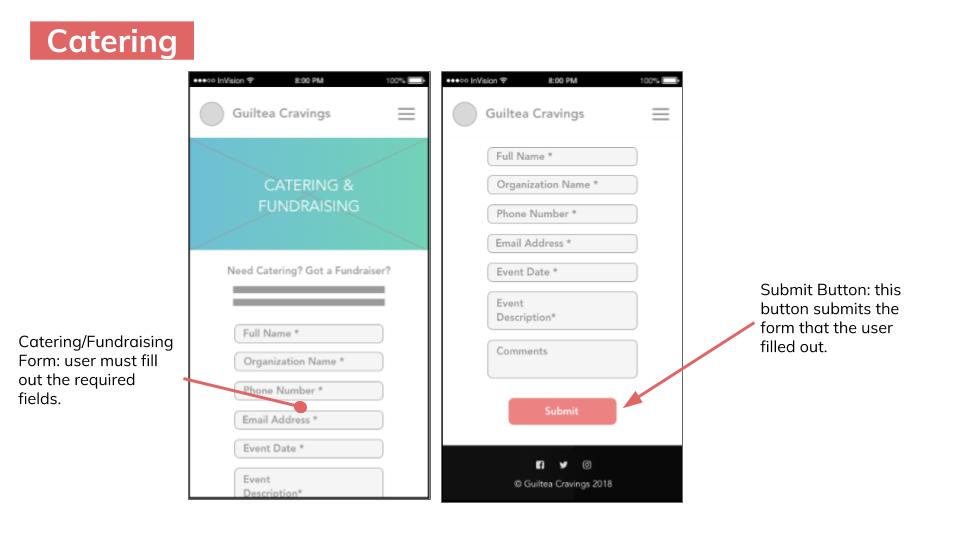 Catering
●●●○○ InVision 8:00 PM 100%
Guiltea Cravings
CATERING &
FUNDRAISING
Need Catering? Got a Fundraiser?
Full Name *
Organization Name *
Phone Number *
Email Address *
Event Date *
Event
Description*
●●●○○ InVision 8:00 PM 100%
Guiltea Cravings
Full Name *
Organization Name *
Phone Number *
Email Address *
Event Date *
Event
Description*
Comments
Submit
© Guiltea Cravings 2018
Catering/Fundraising
Form: user must fill
out the required
fields.
Submit Button: this
button submits the
form that the user
filled out.